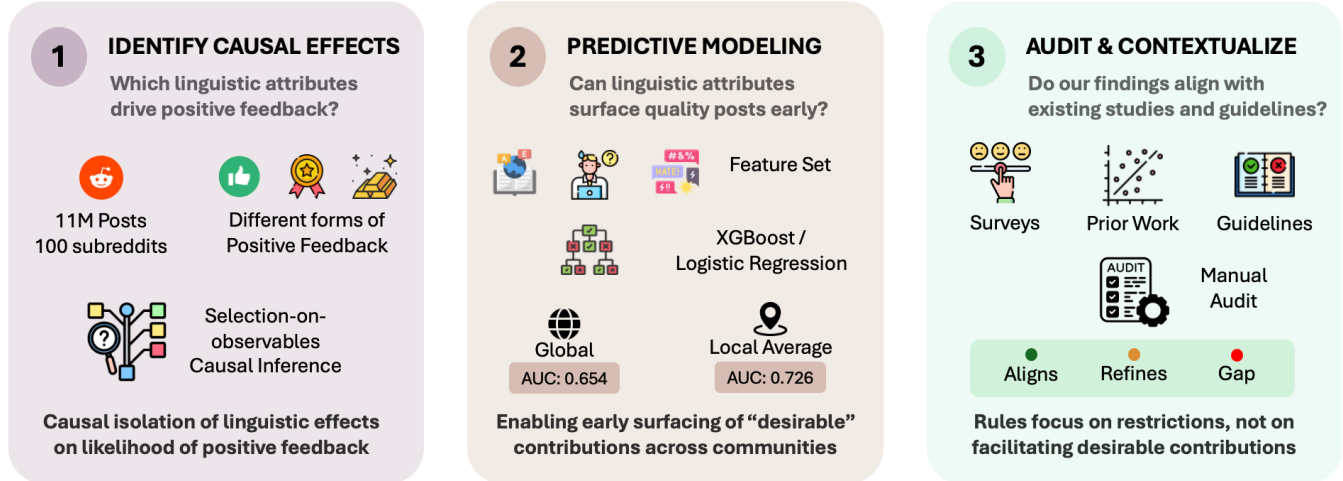 1
IDENTIFY CAUSAL EFFECTS
Which linguistic attributes
drive positive feedback?
11M Posts
100 subreddits
Different forms of
Positive Feedback
?
Selection-on-
observables
Causal Inference
Causal isolation of linguistic effects
on likelihood of positive feedback
2
PREDICTIVE MODELING
Can linguistic attributes
surface quality posts early?
A
E
?
#&%
HATE!
$!!
Feature Set
XGBoost /
Logistic Regression
Global
AUC: 0.654
Local Average
AUC: 0.726
Enabling early surfacing of “desirable”
contributions across communities
3
AUDIT & CONTEXTUALIZE
Do our findings align with
existing studies and guidelines?
Surveys
Prior Work
Guidelines
AUDIT
Manual
Audit
Aligns
Refines
Gap
Rules focus on restrictions, not on
facilitating desirable contributions